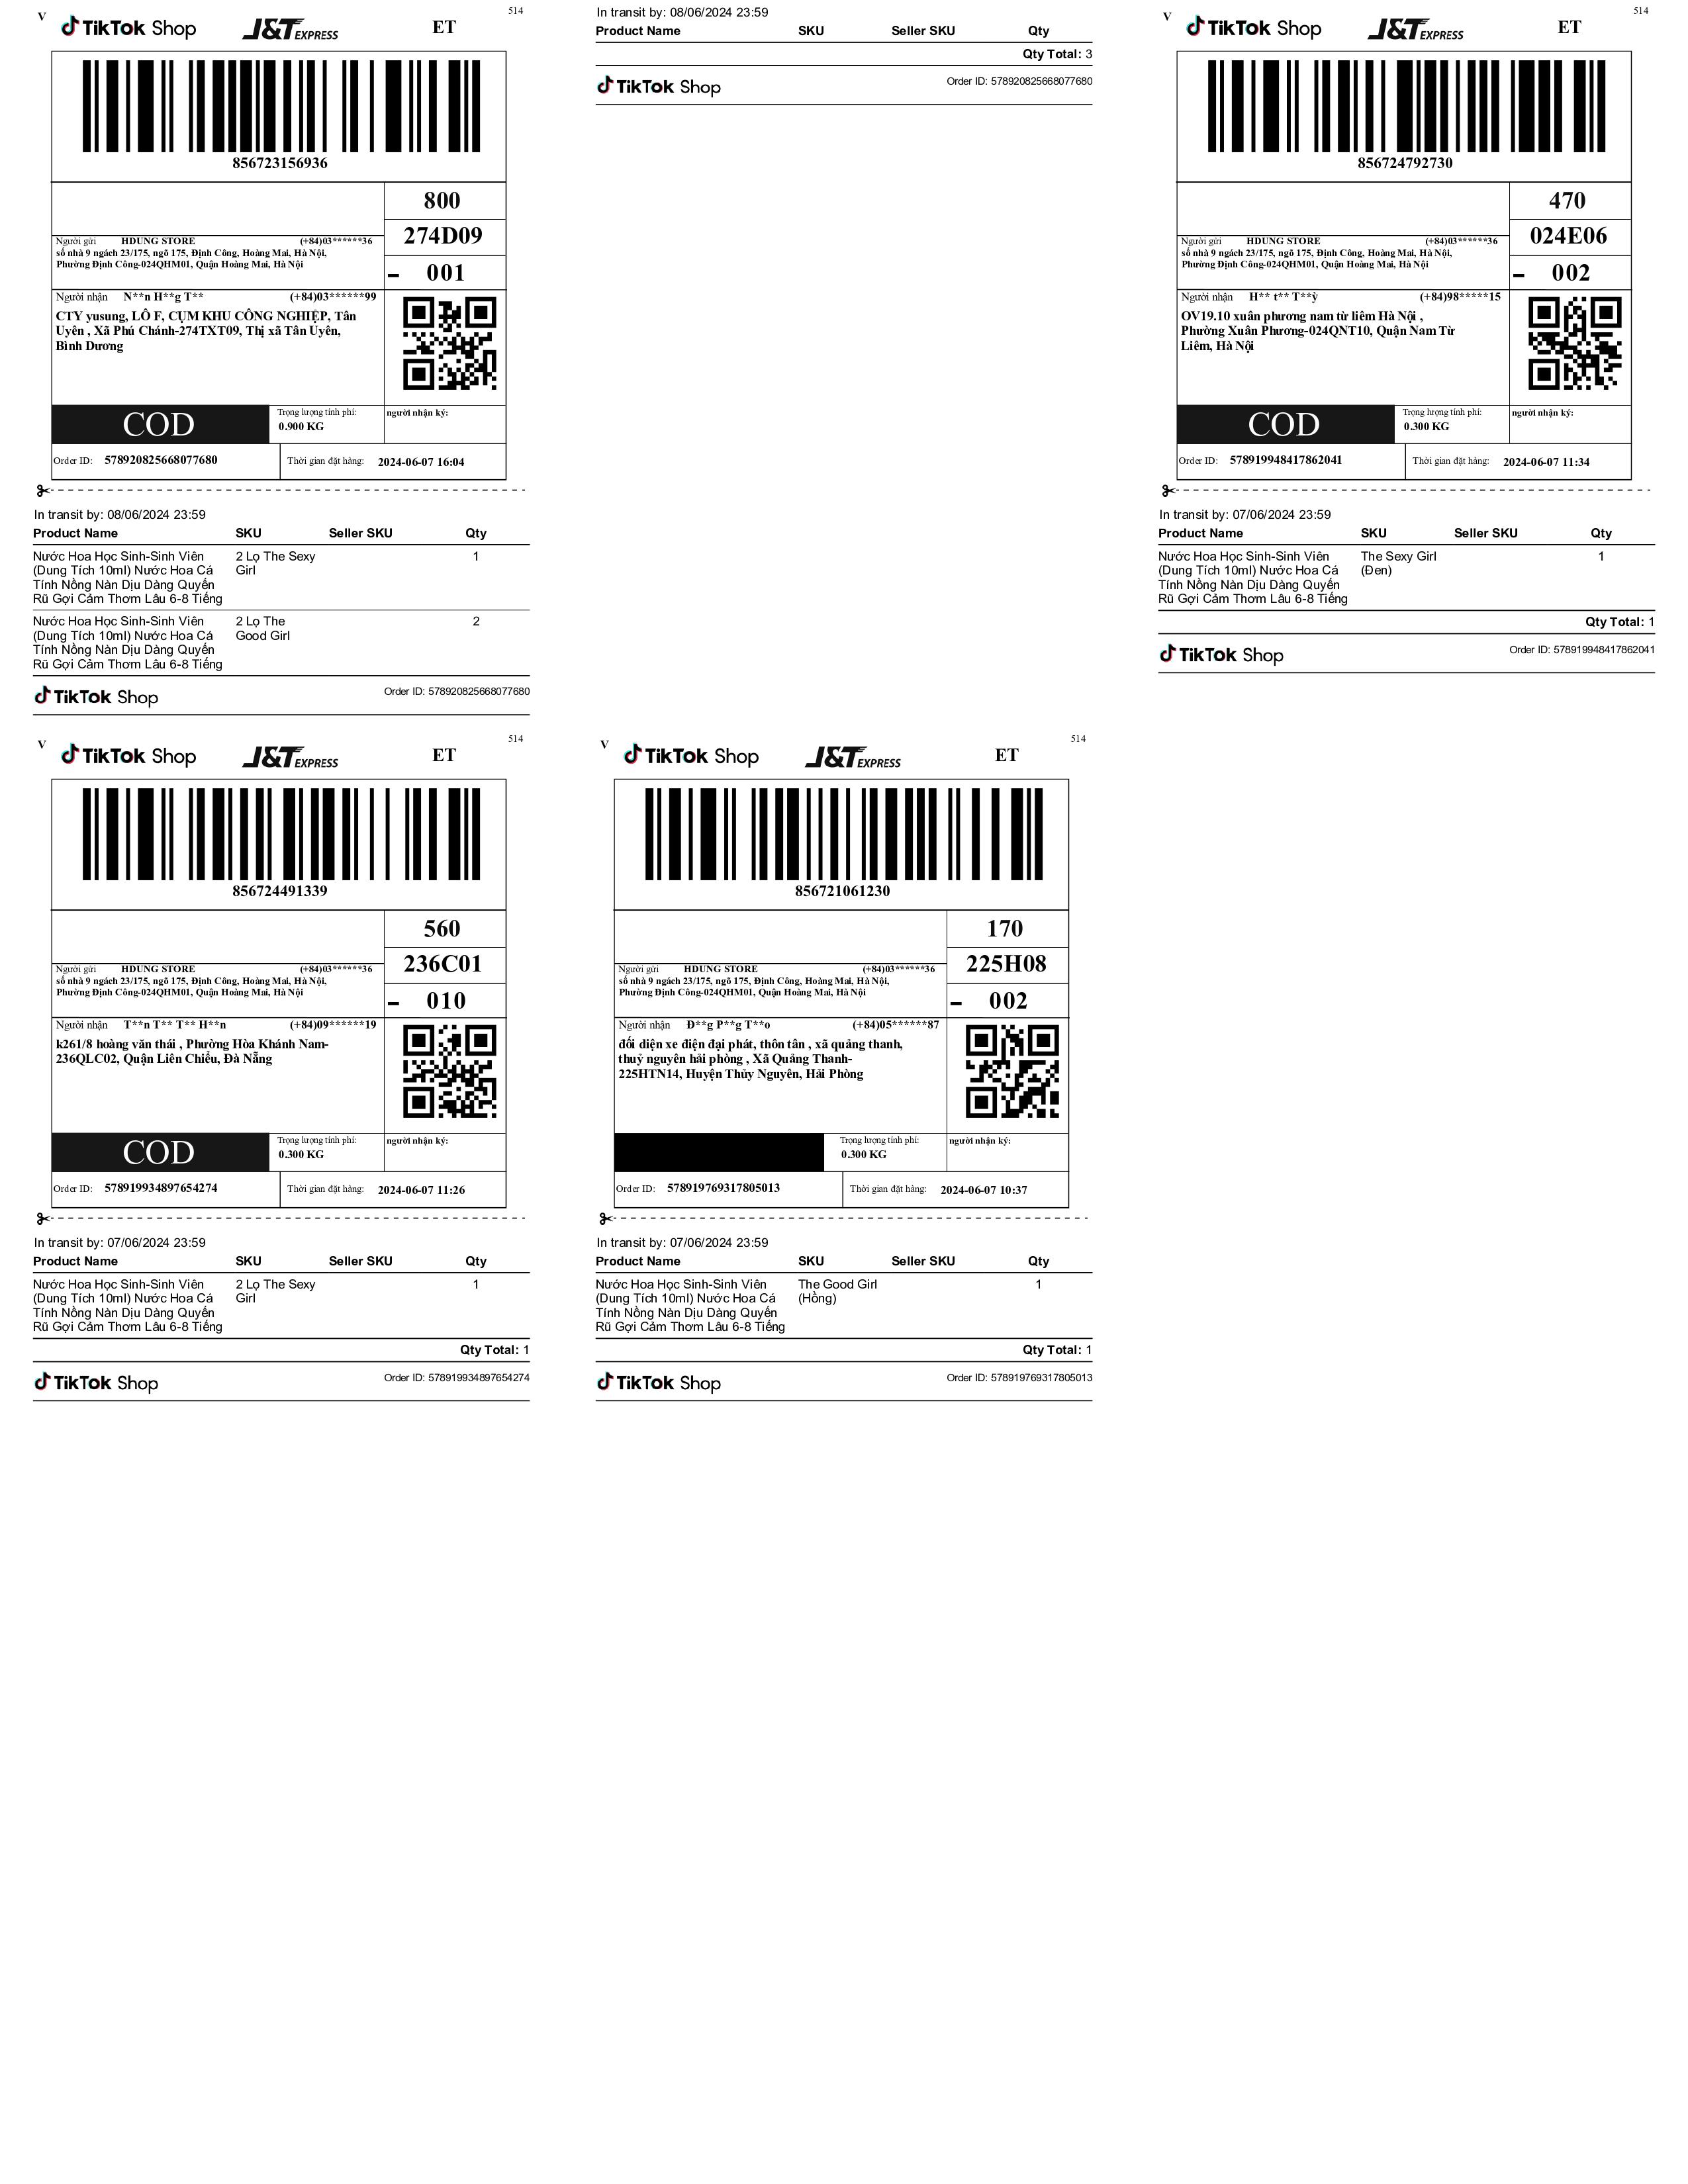 V
TikTok Shop
J&T EXPRESS
ET
514
856723156936
800
274D09
- 001
Người gửi HDUNG STORE (+84)03******36
số nhà 9 ngách 23/175, ngõ 175, Định Công, Hoàng Mai, Hà Nội,
Phường Định Công-024QHM01, Quận Hoàng Mai, Hà Nội
Người nhận N**n H**g T** (+84)03******99
CTY yusung, LÔ F, CỤM KHU CÔNG NGHIỆP, Tân
Uyên , Xã Phú Chánh-274TXT09, Thị xã Tân Uyên,
Bình Dương
COD
Trọng lượng tính phí:
0.900 KG
người nhận ký:
Order ID: 578920825668077680
Thời gian đặt hàng: 2024-06-07 16:04
In transit by: 08/06/2024 23:59
Product Name SKU Seller SKU Qty
Nước Hoa Học Sinh-Sinh Viên 2 Lọ The Sexy 1
(Dung Tích 10ml) Nước Hoa Cá Girl
Tính Nồng Nàn Dịu Dàng Quyến
Rũ Gợi Cảm Thơm Lâu 6-8 Tiếng
Nước Hoa Học Sinh-Sinh Viên 2 Lọ The 2
(Dung Tích 10ml) Nước Hoa Cá Good Girl
Tính Nồng Nàn Dịu Dàng Quyến
Rũ Gợi Cảm Thơm Lâu 6-8 Tiếng
TikTok Shop
Order ID: 578920825668077680
In transit by: 08/06/2024 23:59
Product Name SKU Seller SKU Qty
Qty Total: 3
TikTok Shop
Order ID: 578920825668077680
V
TikTok Shop
J&T EXPRESS
ET
514
856724792730
470
024E06
- 002
Người gửi HDUNG STORE (+84)03******36
số nhà 9 ngách 23/175, ngõ 175, Định Công, Hoàng Mai, Hà Nội,
Phường Định Công-024QHM01, Quận Hoàng Mai, Hà Nội
Người nhận H** t** T**ỳ (+84)98*****15
OV19.10 xuân phương nam từ liêm Hà Nội ,
Phường Xuân Phương-024QNT10, Quận Nam Từ
Liêm, Hà Nội
COD
Trọng lượng tính phí:
0.300 KG
người nhận ký:
Order ID: 578919948417862041
Thời gian đặt hàng: 2024-06-07 11:34
In transit by: 07/06/2024 23:59
Product Name SKU Seller SKU Qty
Nước Hoa Học Sinh-Sinh Viên The Sexy Girl 1
(Dung Tích 10ml) Nước Hoa Cá (Đen)
Tính Nồng Nàn Dịu Dàng Quyến
Rũ Gợi Cảm Thơm Lâu 6-8 Tiếng
Qty Total: 1
TikTok Shop
Order ID: 578919948417862041
V
TikTok Shop
J&T EXPRESS
ET
514
856724491339
560
236C01
- 010
Người gửi HDUNG STORE (+84)03******36
số nhà 9 ngách 23/175, ngõ 175, Định Công, Hoàng Mai, Hà Nội,
Phường Định Công-024QHM01, Quận Hoàng Mai, Hà Nội
Người nhận T**n T** T** H**n (+84)09******19
k261/8 hoàng văn thái , Phường Hòa Khánh Nam-
236QLC02, Quận Liên Chiểu, Đà Nẵng
COD
Trọng lượng tính phí:
0.300 KG
người nhận ký:
Order ID: 578919934897654274
Thời gian đặt hàng: 2024-06-07 11:26
In transit by: 07/06/2024 23:59
Product Name SKU Seller SKU Qty
Nước Hoa Học Sinh-Sinh Viên 2 Lọ The Sexy 1
(Dung Tích 10ml) Nước Hoa Cá Girl
Tính Nồng Nàn Dịu Dàng Quyến
Rũ Gợi Cảm Thơm Lâu 6-8 Tiếng
Qty Total: 1
TikTok Shop
Order ID: 578919934897654274
V
TikTok Shop
J&T EXPRESS
ET
514
856721061230
170
225H08
- 002
Người gửi HDUNG STORE (+84)03******36
số nhà 9 ngách 23/175, ngõ 175, Định Công, Hoàng Mai, Hà Nội,
Phường Định Công-024QHM01, Quận Hoàng Mai, Hà Nội
Người nhận Đ**g P**g T**o (+84)05******87
đối diện xe điện đại phát, thôn tân , xã quảng thanh,
thuỷ nguyên hải phòng , Xã Quảng Thanh-
225HTN14, Huyện Thủy Nguyên, Hải Phòng
Trọng lượng tính phí:
0.300 KG
người nhận ký:
Order ID: 578919769317805013
Thời gian đặt hàng: 2024-06-07 10:37
In transit by: 07/06/2024 23:59
Product Name SKU Seller SKU Qty
Nước Hoa Học Sinh-Sinh Viên The Good Girl 1
(Dung Tích 10ml) Nước Hoa Cá (Hồng)
Tính Nồng Nàn Dịu Dàng Quyến
Rũ Gợi Cảm Thơm Lâu 6-8 Tiếng
Qty Total: 1
TikTok Shop
Order ID: 578919769317805013